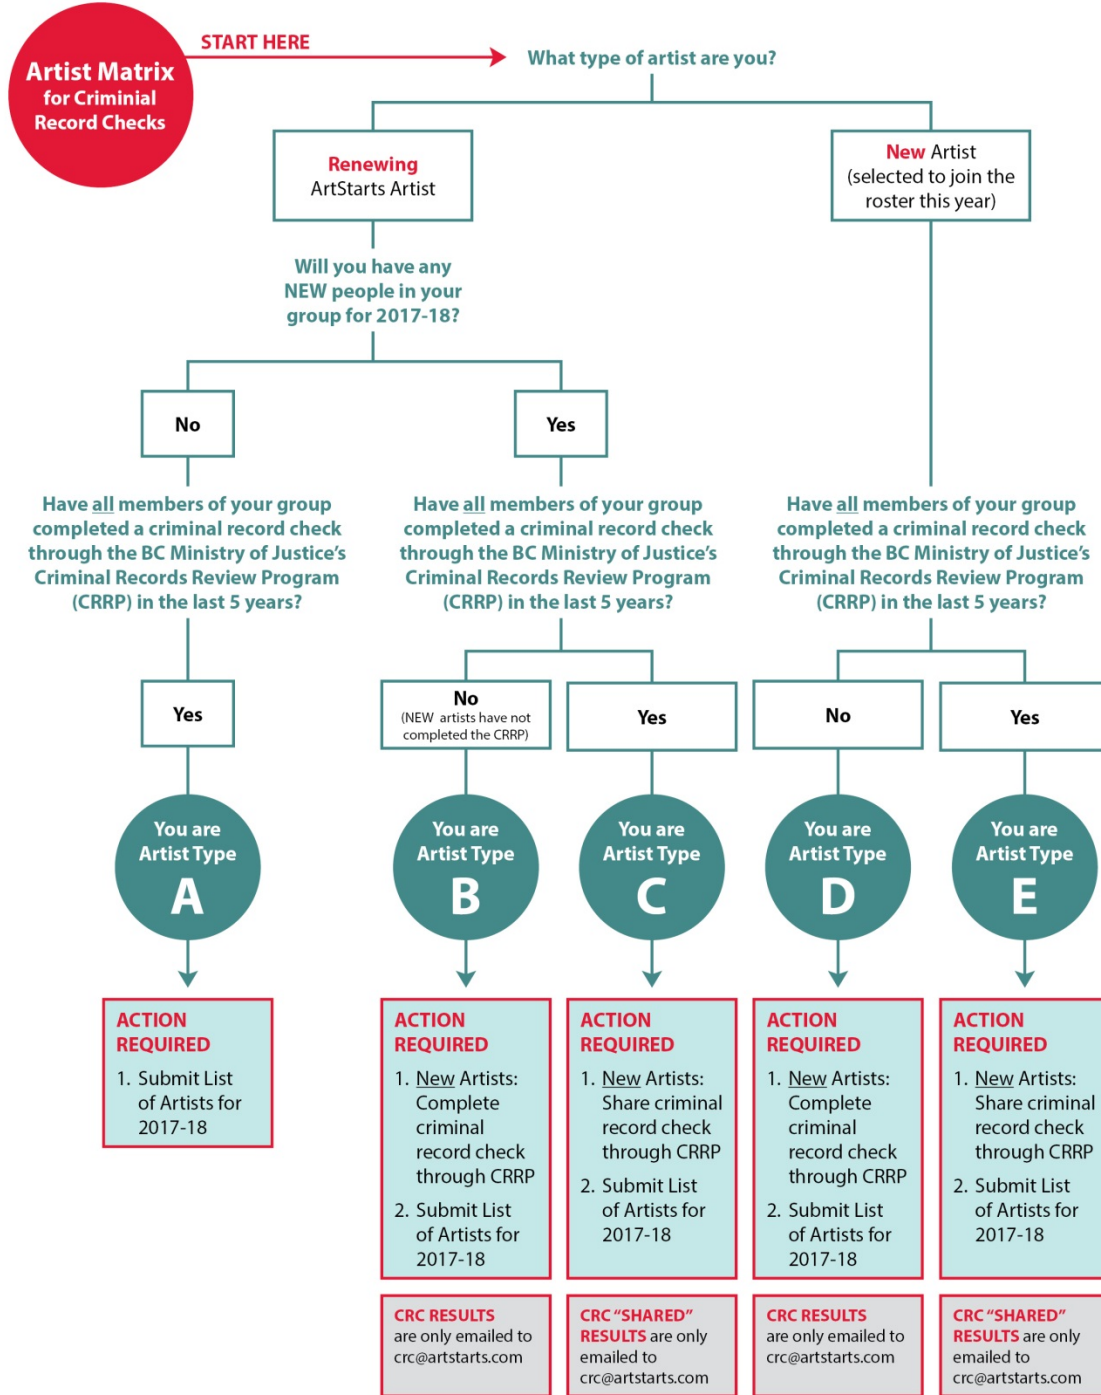 Artist Matrix
for Criminial
Record Checks
START HERE
What type of artist are you?
Renewing
ArtStarts Artist
New Artist
(selected to join the
roster this year)
Will you have any
NEW people in your
group for 2017-18?
No
Yes
Have all members of your group
completed a criminal record check
through the BC Ministry of Justice's
Criminal Records Review Program
(CRRP) in the last 5 years?
Have all members of your group
completed a criminal record check
through the BC Ministry of Justice's
Criminal Records Review Program
(CRRP) in the last 5 years?
Have all members of your group
completed a criminal record check
through the BC Ministry of Justice's
Criminal Records Review Program
(CRRP) in the last 5 years?
Yes
No
(NEW artists have not
completed the CRRP)
Yes
No
Yes
You are
Artist Type
A
You are
Artist Type
B
You are
Artist Type
C
You are
Artist Type
D
You are
Artist Type
E
ACTION
REQUIRED
1. Submit List
of Artists for
2017-18
ACTION
REQUIRED
1. New Artists:
Complete
criminal
record check
through CRRP
2. Submit List
of Artists for
2017-18
ACTION
REQUIRED
1. New Artists:
Share criminal
record check
through CRRP
2. Submit List
of Artists for
2017-18
ACTION
REQUIRED
1. New Artists:
Complete
criminal
record check
through CRRP
2. Submit List
of Artists for
2017-18
ACTION
REQUIRED
1. New Artists:
Share criminal
record check
through CRRP
2. Submit List
of Artists for
2017-18
CRC RESULTS
are only emailed to
crc@artstarts.com
CRC "SHARED"
RESULTS are only
emailed to
crc@artstarts.com
CRC RESULTS
are only emailed to
crc@artstarts.com
CRC "SHARED"
RESULTS are only
emailed to
crc@artstarts.com